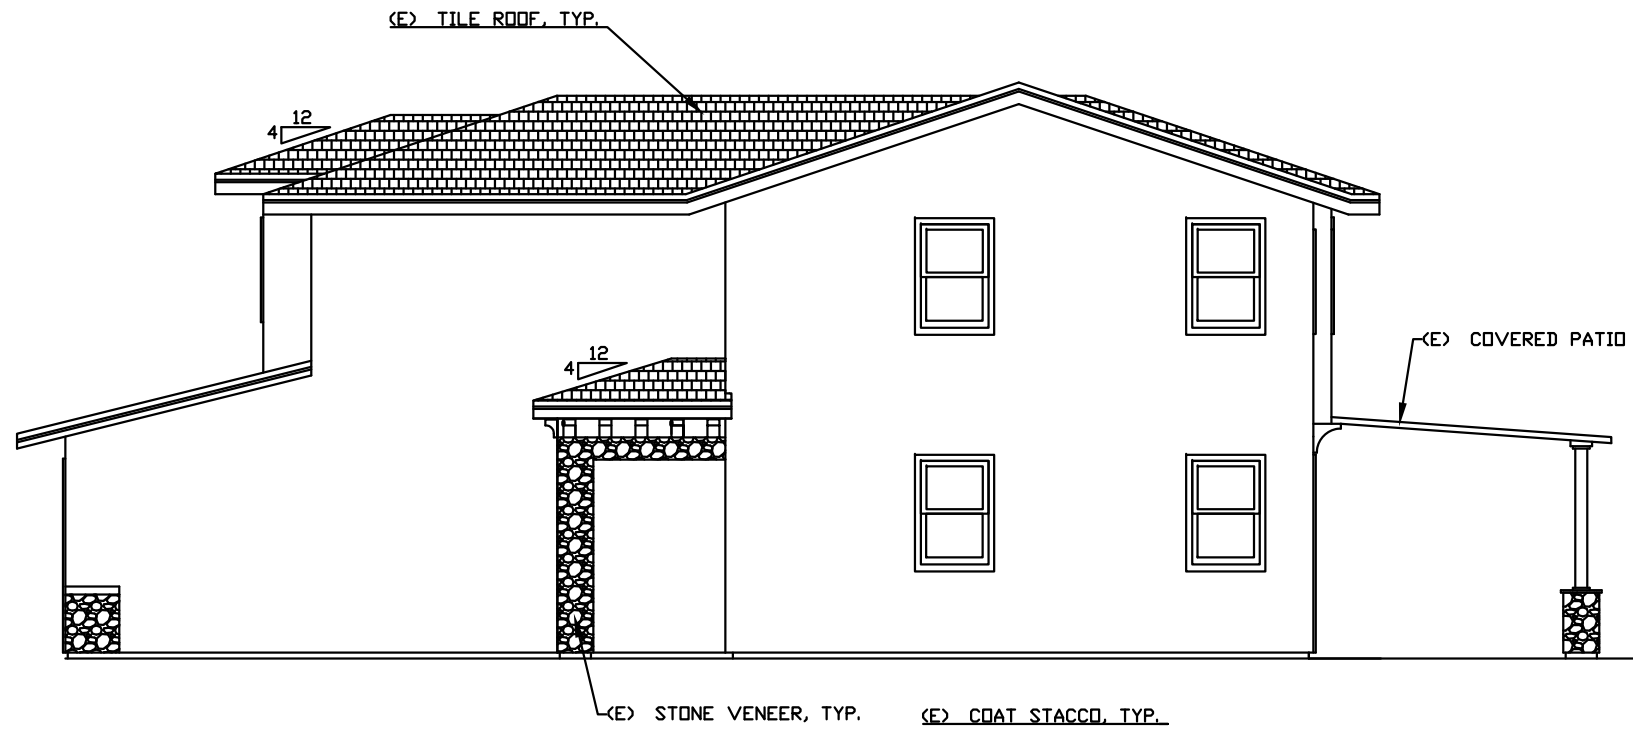 (E) TILE ROOF, TYP.
12
4
12
4
(E) COVERED PATIO
(E) STONE VENEER, TYP.
(E) COAT STACCO, TYP.